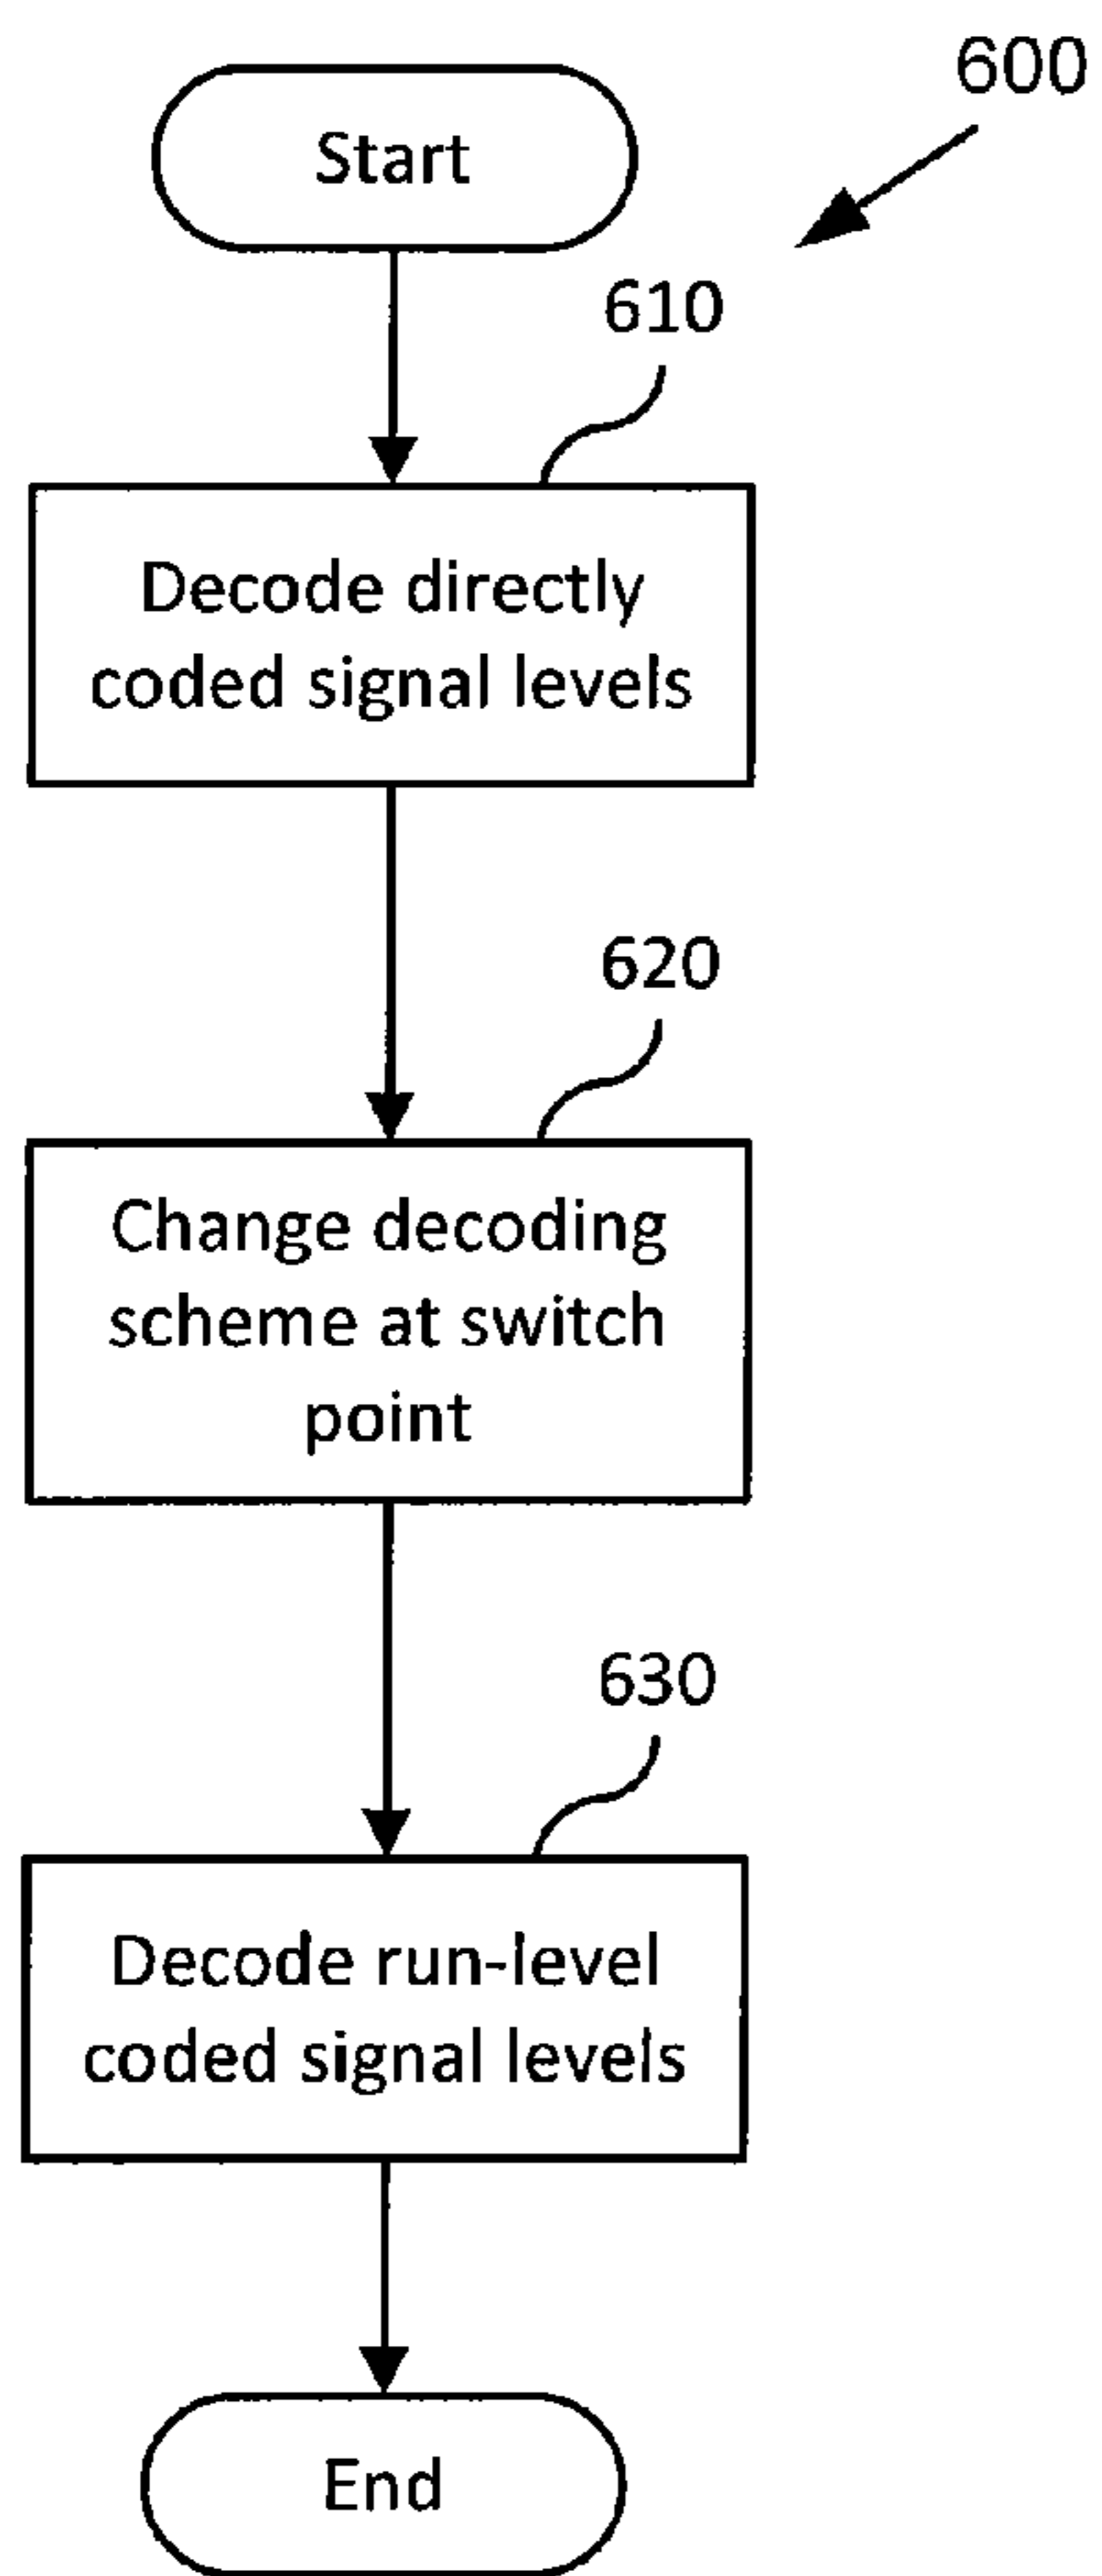 600
Start
610
Decode directly
coded signal levels
620
Change decoding
scheme at switch
point
630
Decode run-level
coded signal levels
End